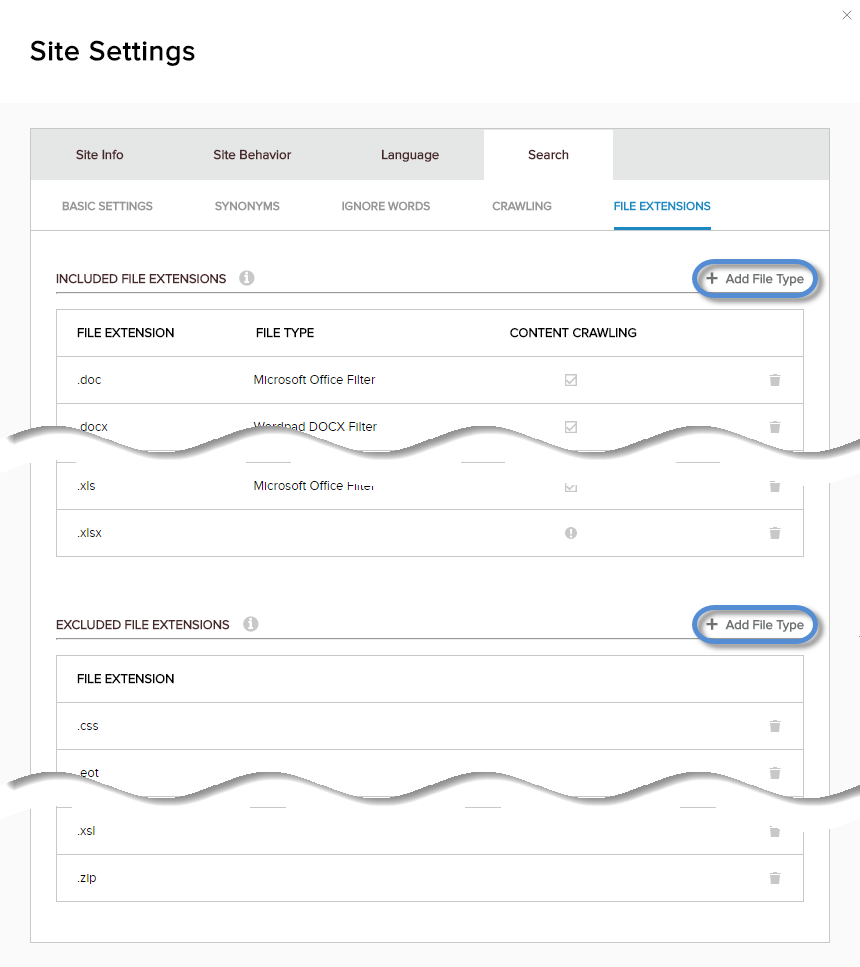 Site Settings
Site Info Site Behavior Language Search
BASIC SETTINGS SYNONYMS IGNORE WORDS CRAWLING FILE EXTENSIONS
INCLUDED FILE EXTENSIONS + Add File Type
FILE EXTENSION FILE TYPE CONTENT CRAWLING
.doc Microsoft Office Filter
.docx Wordpad DOCX Filter
.xls Microsoft Office Filter
.xlsx
EXCLUDED FILE EXTENSIONS + Add File Type
FILE EXTENSION
.css
.eot
.xsl
.zip